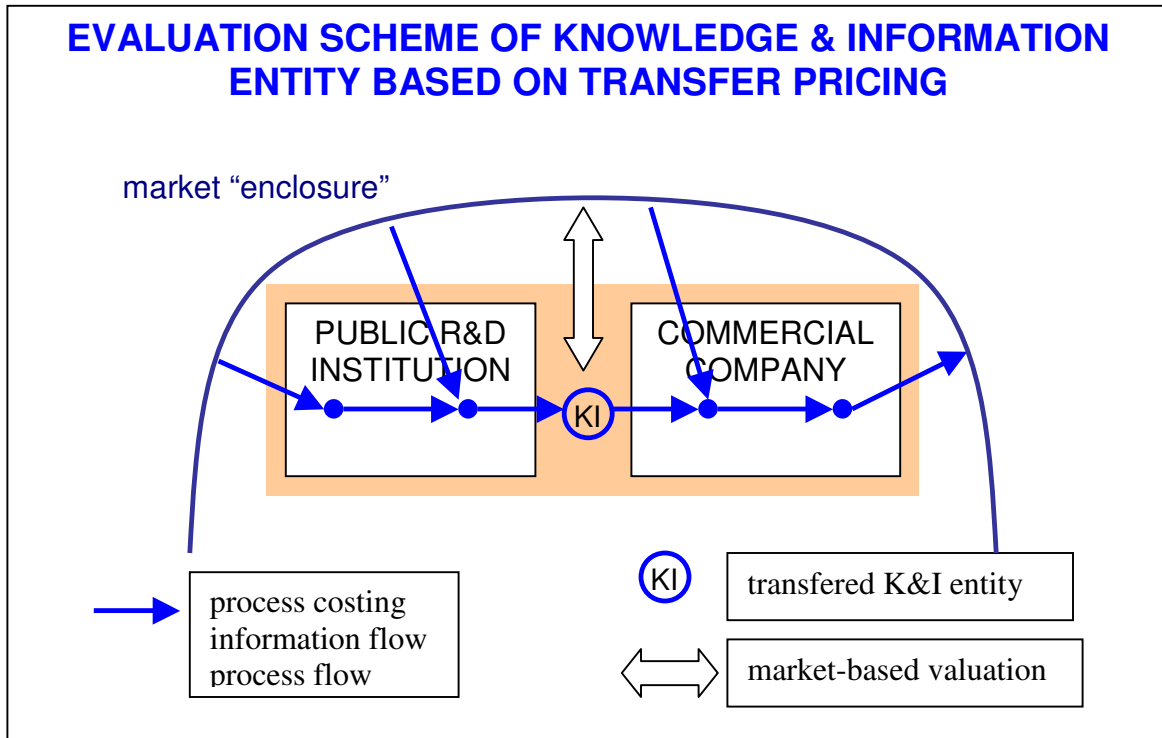 EVALUATION SCHEME OF KNOWLEDGE & INFORMATION
ENTITY BASED ON TRANSFER PRICING
market “enclosure”
PUBLIC R&D
INSTITUTION
COMMERCIAL
COMPANY
KI
process costing
information flow
process flow
KI
transfered K&I entity
market-based valuation